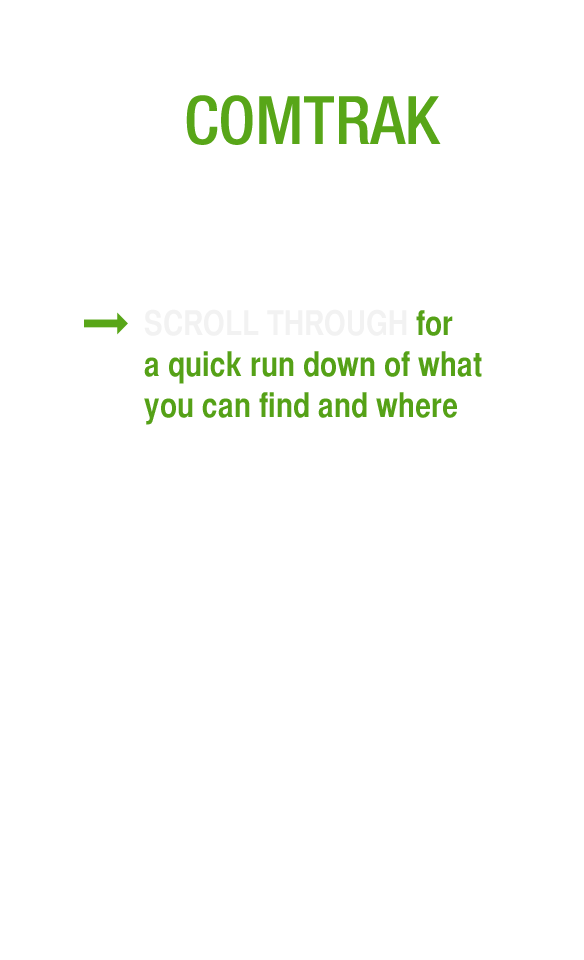 COMTRAK
SCROLL THROUGH for
a quick run down of what
you can find and where